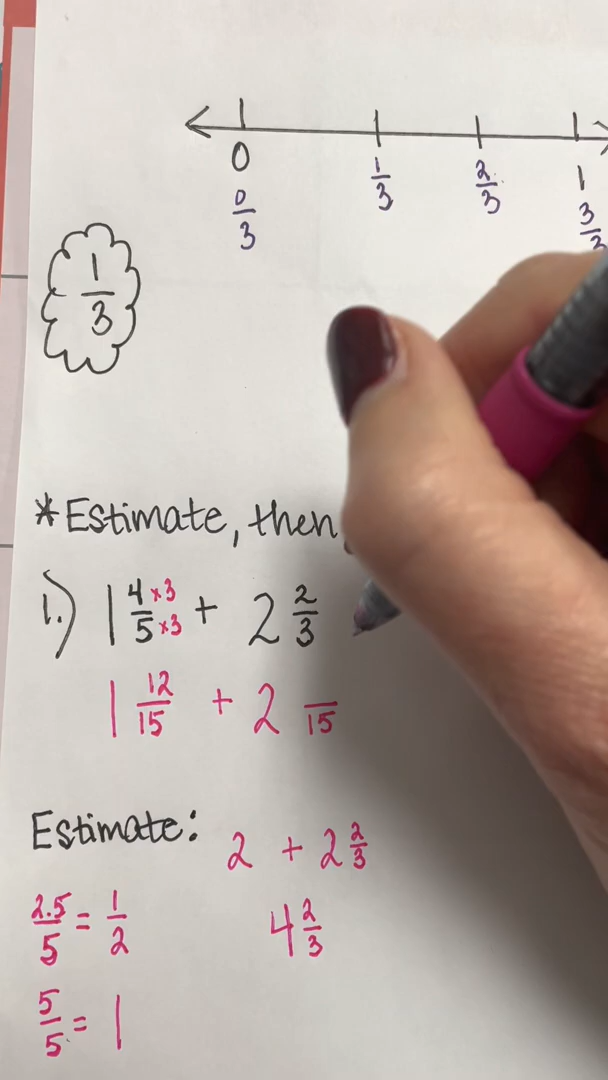 0 1/3 2/3 1
0/3 3/3
1/3
*Estimate, then
1.) 1 4/5 ×3 ×3 + 2 2/3
1 12/15 + 2 /15
Estimate: 2 + 2 2/3
2.5/5 = 1/2 4 2/3
5/5 = 1